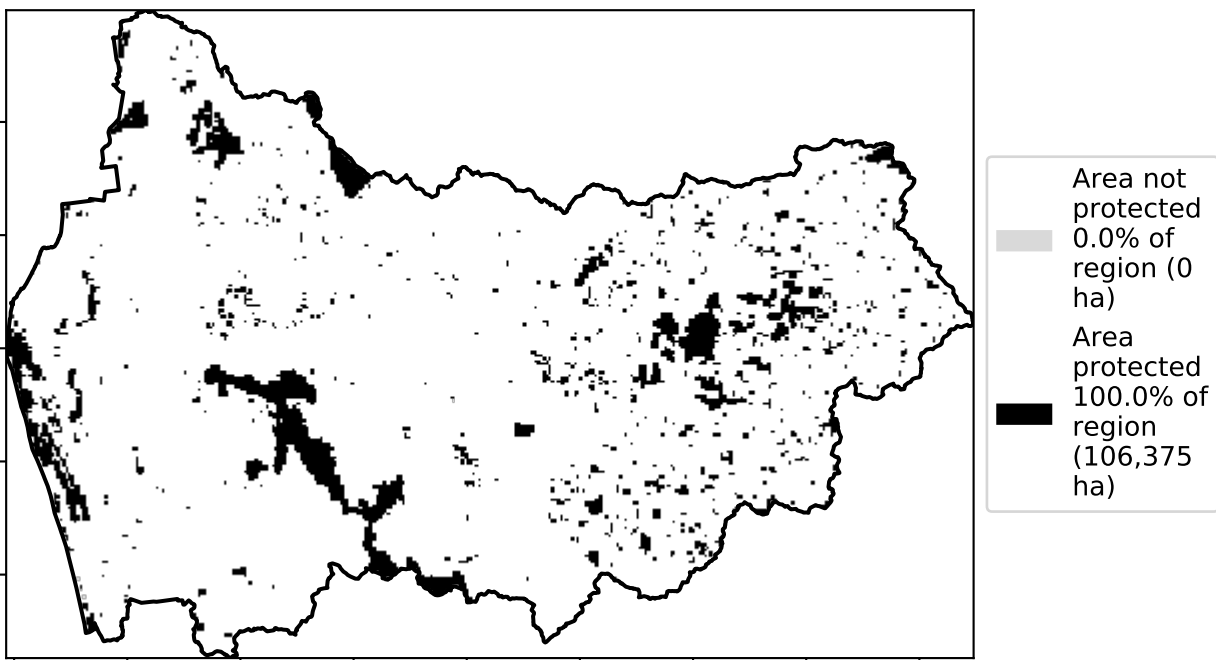 Area not
protected
0.0% of
region (0
ha)
Area
protected
100.0% of
region
(106,375
ha)